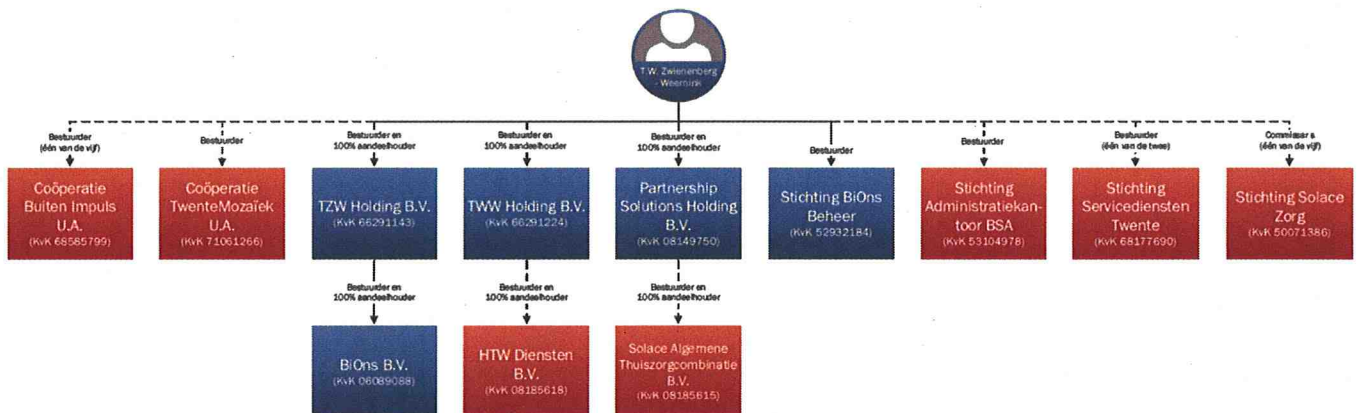 T.W. Zwienenberg
- Weernink
Bestuurder
(één van de vijf)
Bestuurder
Bestuurder en
100% aandeelhouder
Bestuurder en
100% aandeelhouder
Bestuurder en
100% aandeelhouder
Bestuurder
Bestuurder
Bestuurder
(één van de twee)
Commissaris
(één van de vijf)
Coöperatie
Buiten Impuls
U.A.
(KvK 68585799)
Coöperatie
TwenteMozaïek
U.A.
(KvK 71061266)
TZW Holding B.V.
(KvK 66291143)
TWW Holding B.V.
(KvK 66291224)
Partnership
Solutions Holding
B.V.
(KvK 08149750)
Stichting BiOns
Beheer
(KvK 52932184)
Stichting
Administratiekan-
toor BSA
(KvK 53104978)
Stichting
Servicediensten
Twente
(KvK 68177690)
Stichting Solace
Zorg
(KvK 50071386)
Bestuurder en
100% aandeelhouder
Bestuurder en
100% aandeelhouder
Bestuurder en
100% aandeelhouder
BiOns B.V.
(KvK 06089088)
HTW Diensten
B.V.
(KvK 08185618)
Solace Algemene
Thuiszorgcombinatie
B.V.
(KvK 08185615)